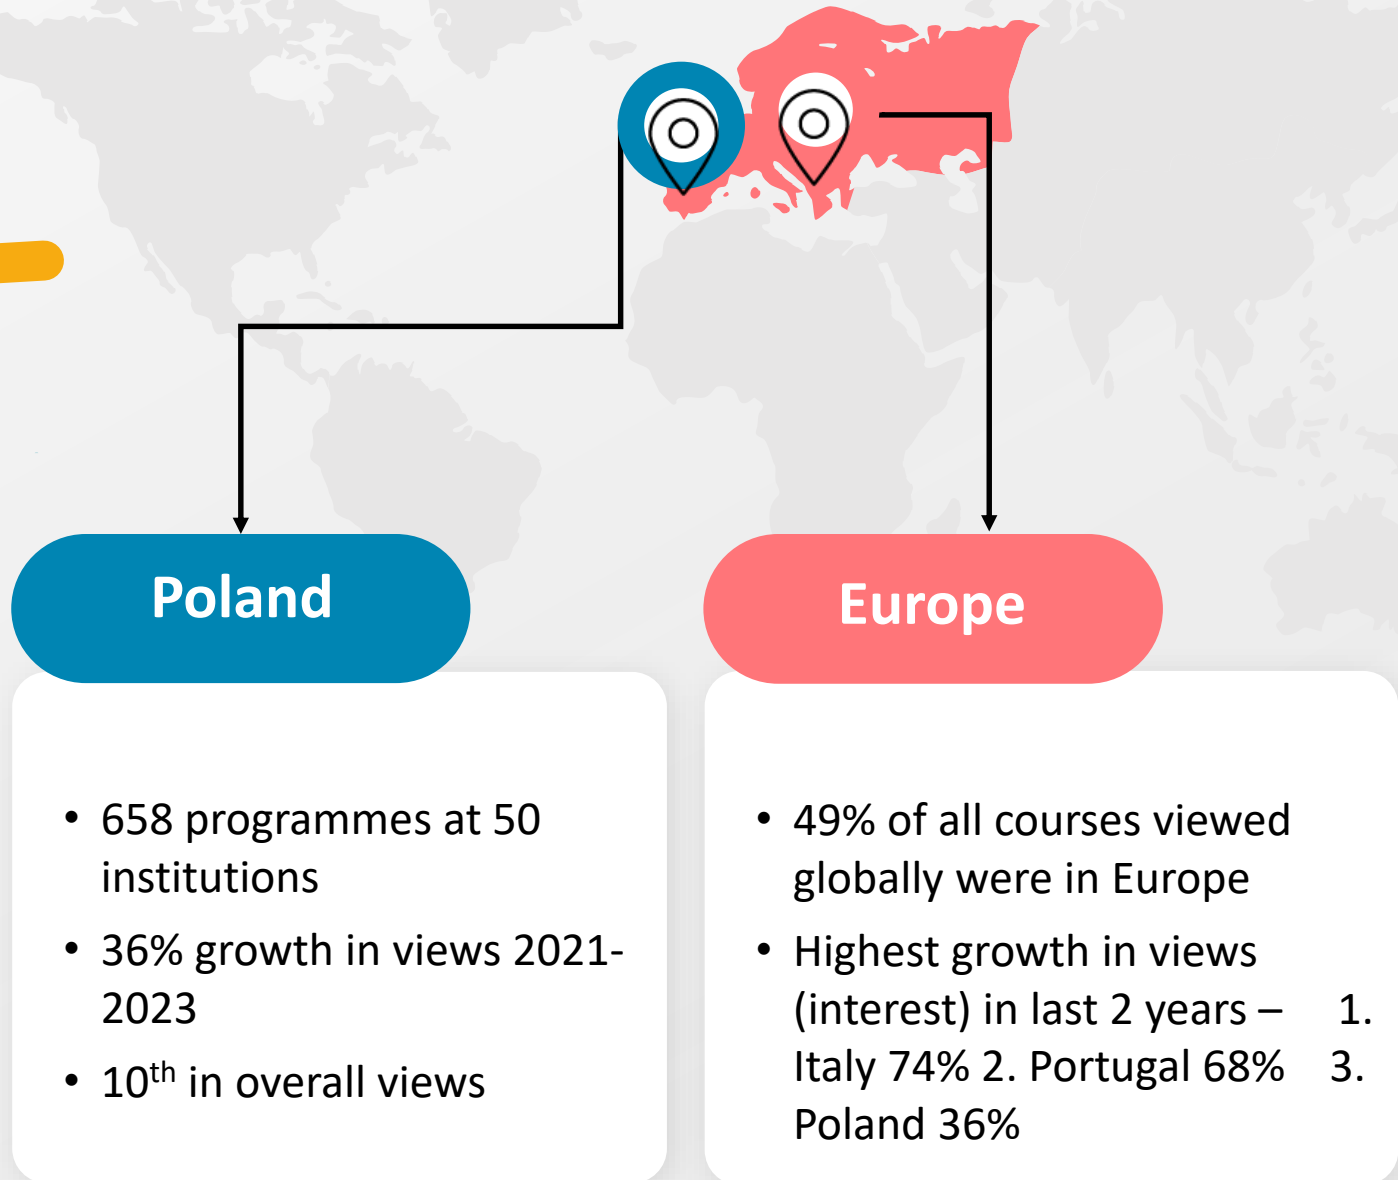 Poland
• 658 programmes at 50
institutions
• 36% growth in views 2021-
2023
• 10th in overall views
Europe
• 49% of all courses viewed
globally were in Europe
• Highest growth in views
(interest) in last 2 years – 1.
Italy 74% 2. Portugal 68% 3.
Poland 36%